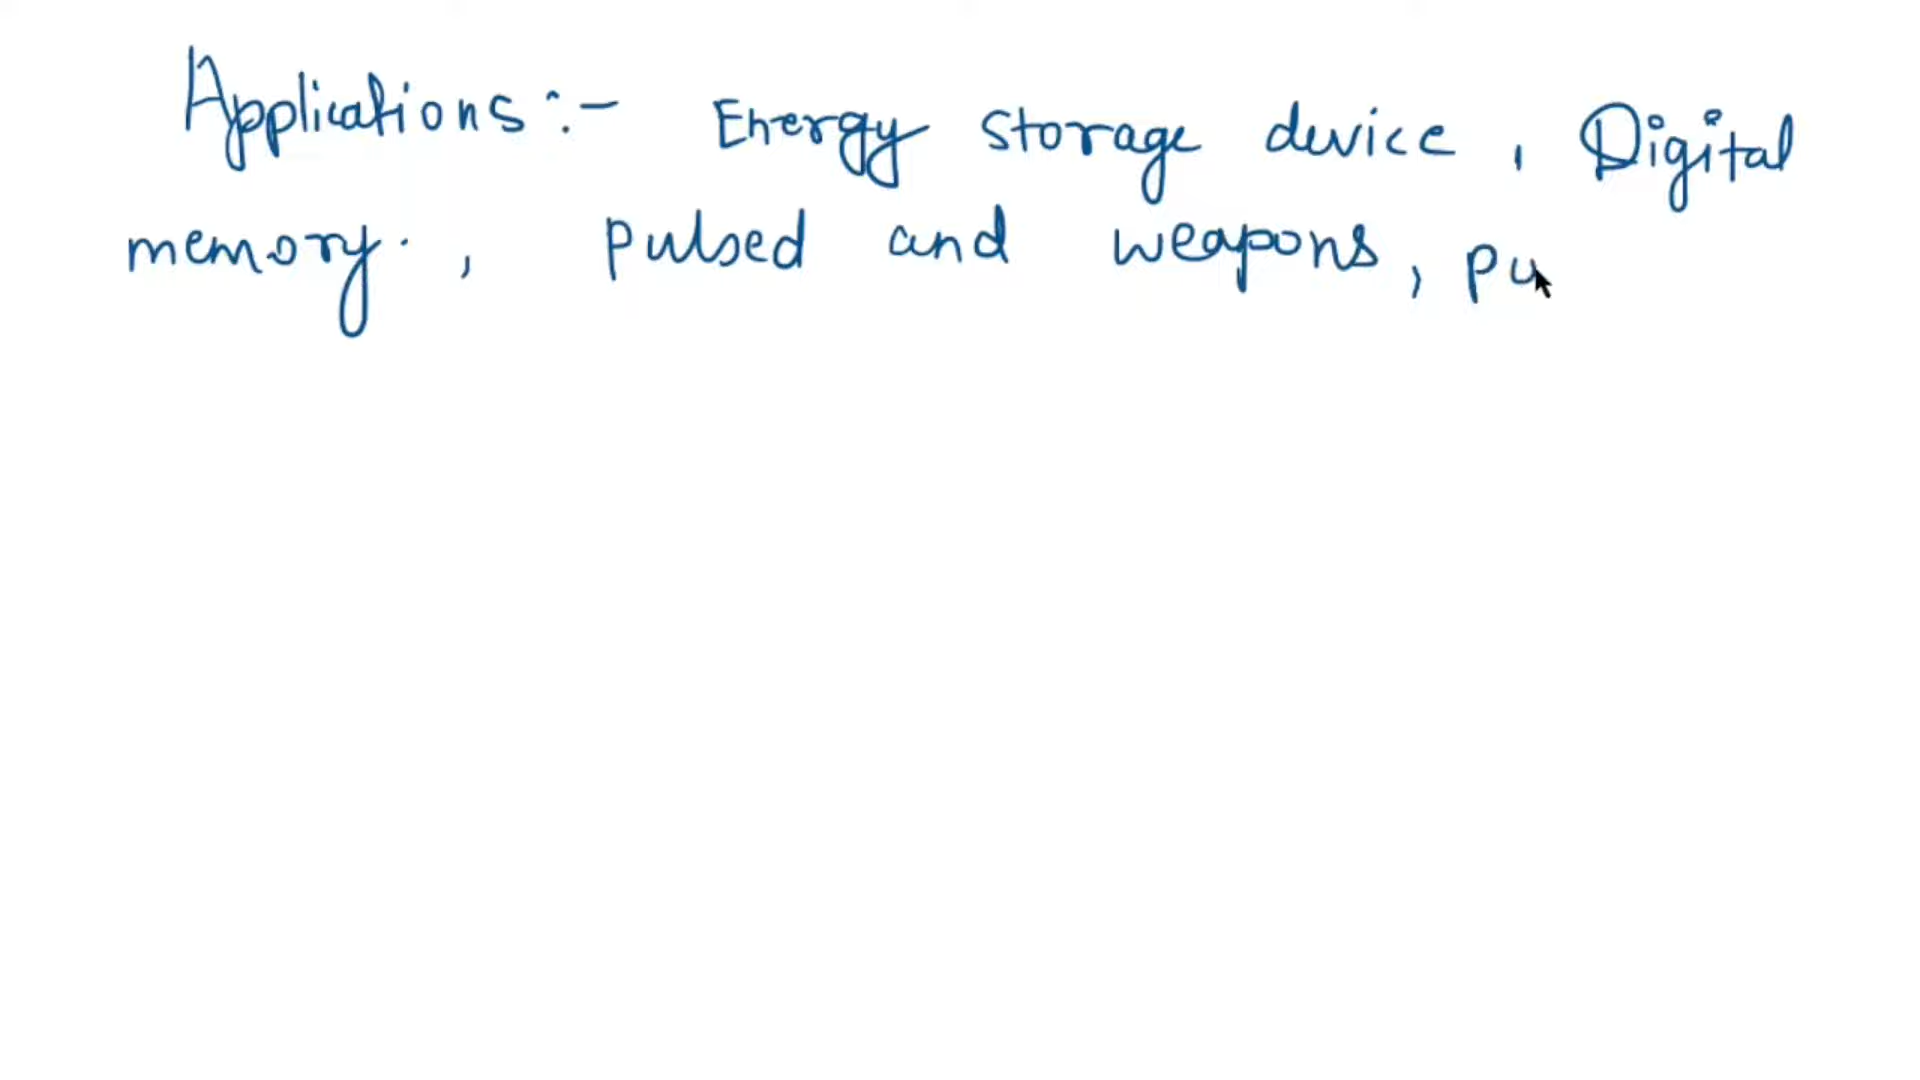 Applications:- Energy storage device, Digital
memory., pulsed and weapons, pu